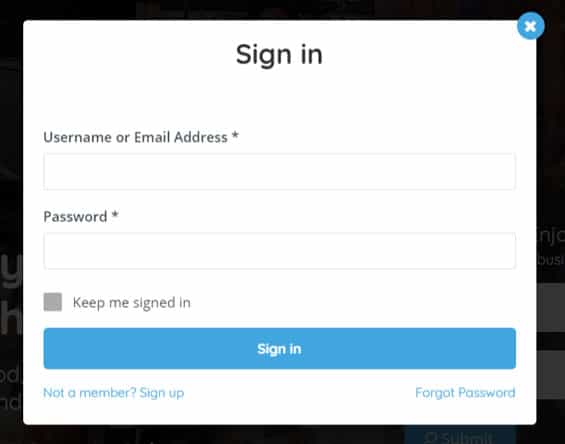 Sign in
Username or Email Address *
Password *
Keep me signed in
Sign in
Not a member? Sign up
Forgot Password
Submit